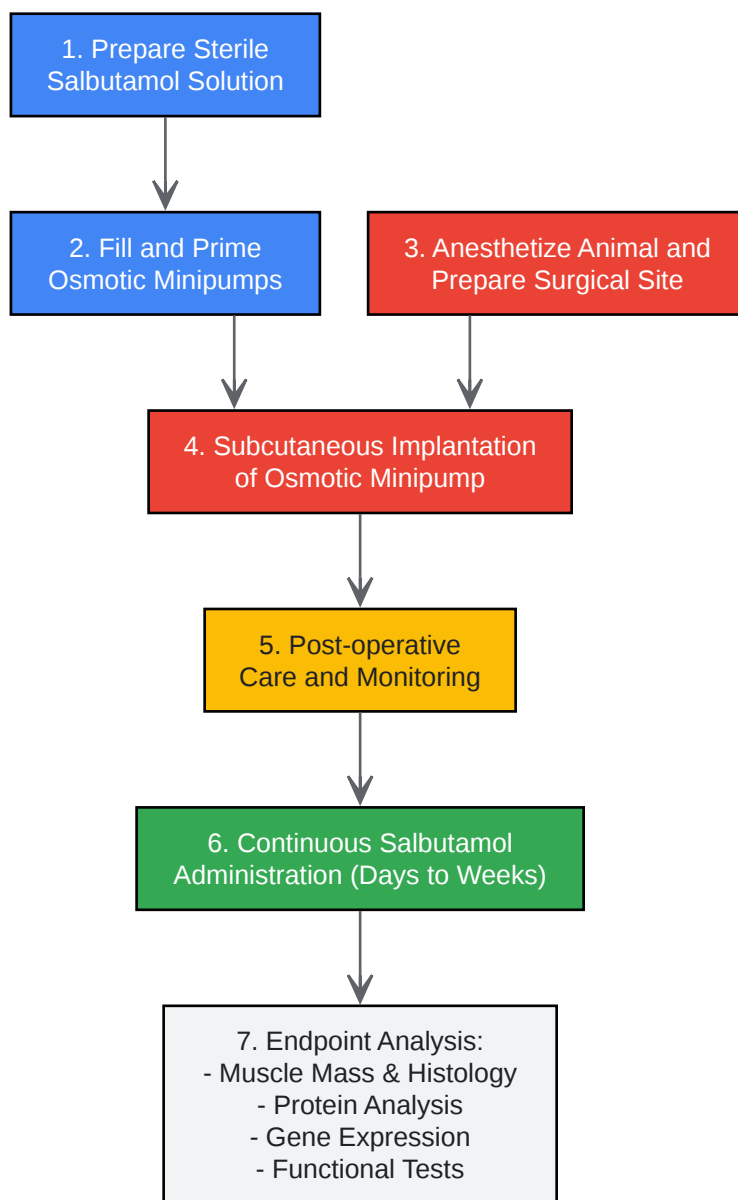 1. Prepare Sterile
Salbutamol Solution
2. Fill and Prime
Osmotic Minipumps
3. Anesthetize Animal and
Prepare Surgical Site
4. Subcutaneous Implantation
of Osmotic Minipump
5. Post-operative
Care and Monitoring
6. Continuous Salbutamol
Administration (Days to Weeks)
7. Endpoint Analysis:
- Muscle Mass & Histology
- Protein Analysis
- Gene Expression
- Functional Tests